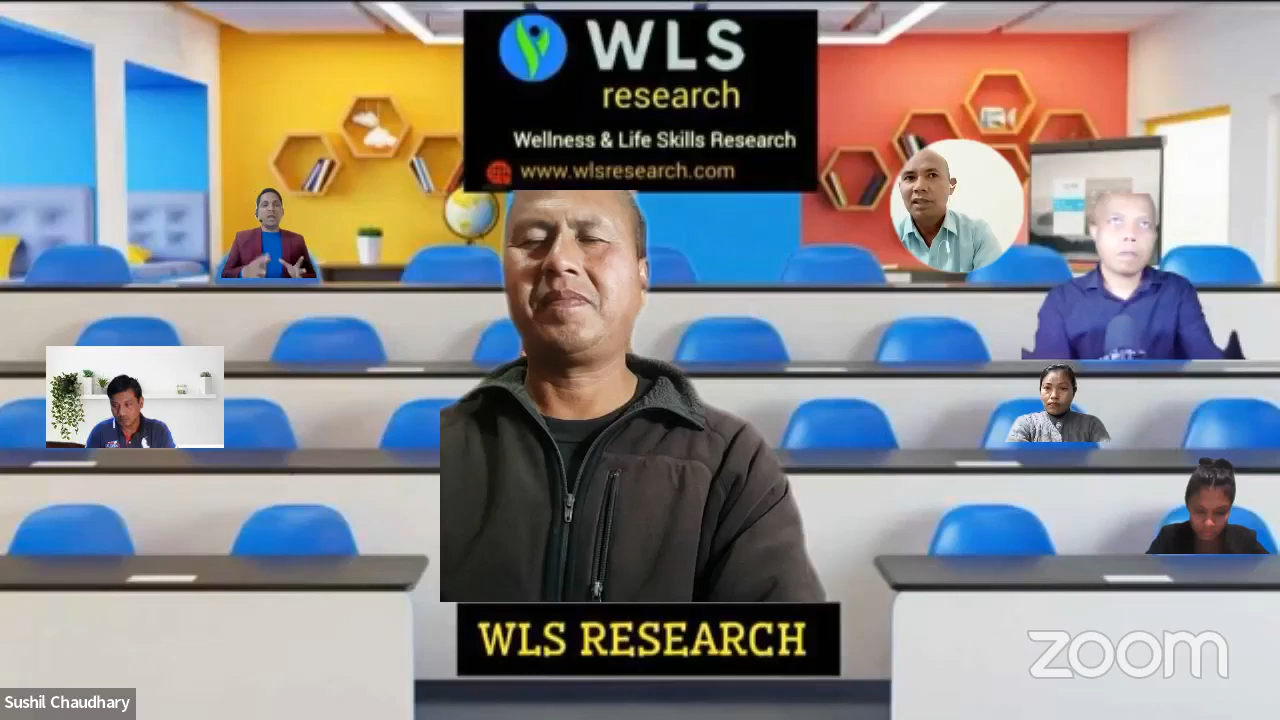 WLS
research
Wellness & Life Skills Research
www.wlsresearch.com
WLS RESEARCH
zoom
Sushil Chaudhary